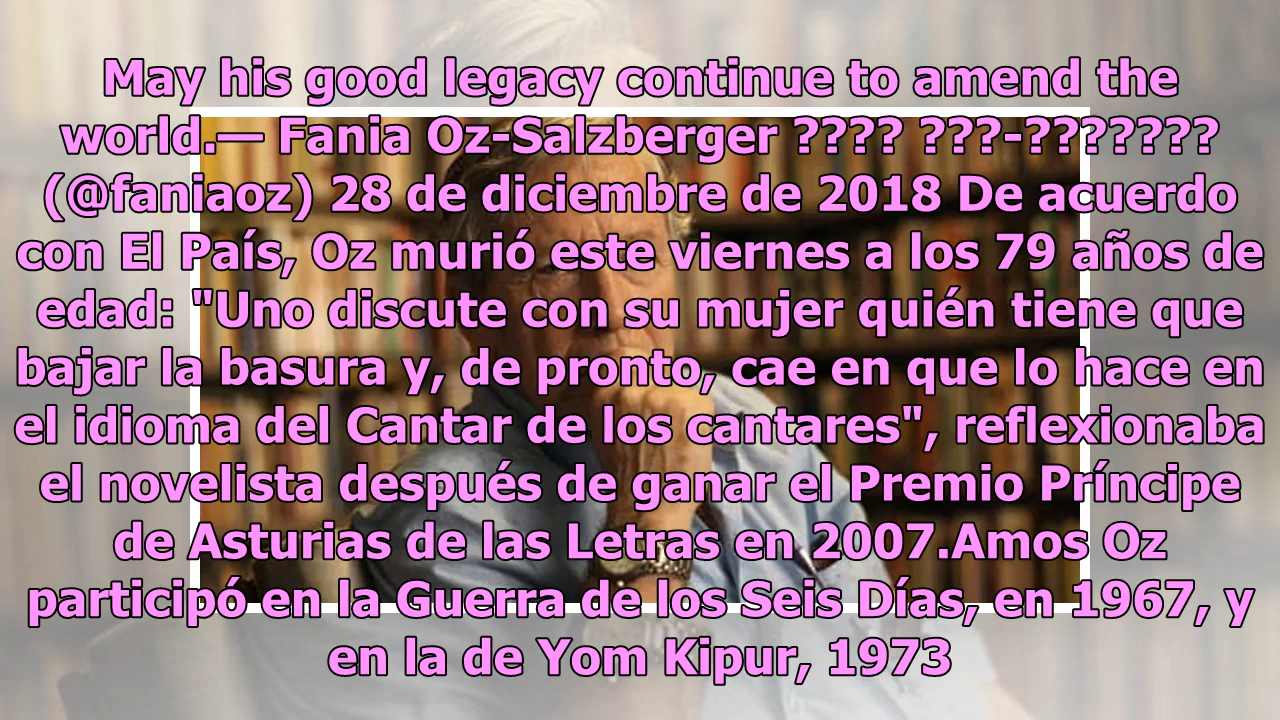 May his good legacy continue to amend the
world.— Fania Oz-Salzberger ???? ???-???????
(@faniaoz) 28 de diciembre de 2018 De acuerdo
con El País, Oz murió este viernes a los 79 años de
edad: "Uno discute con su mujer quién tiene que
bajar la basura y, de pronto, cae en que lo hace en
el idioma del Cantar de los cantares", reflexionaba
el novelista después de ganar el Premio Príncipe
de Asturias de las Letras en 2007.Amos Oz
participó en la Guerra de los Seis Días, en 1967, y
en la de Yom Kipur, 1973